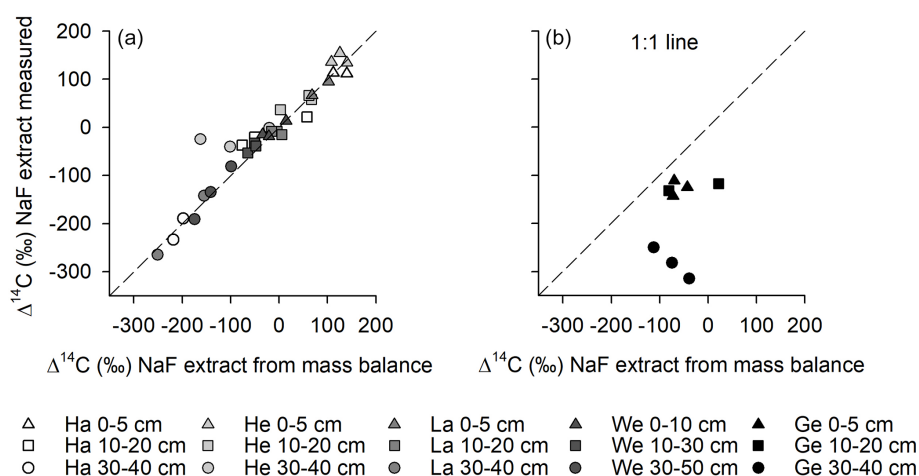 (a)
(b)
1:1 line
200
100
0
-100
-200
-300
Δ¹⁴C (‰) NaF extract measured
-300 -200 -100 0 100 200
-300 -200 -100 0 100 200
Δ¹⁴C (‰) NaF extract from mass balance
Δ¹⁴C (‰) NaF extract from mass balance
Ha 0-5 cm He 0-5 cm La 0-5 cm We 0-10 cm Ge 0-5 cm
Ha 10-20 cm He 10-20 cm La 10-20 cm We 10-30 cm Ge 10-20 cm
Ha 30-40 cm He 30-40 cm La 30-40 cm We 30-50 cm Ge 30-40 cm